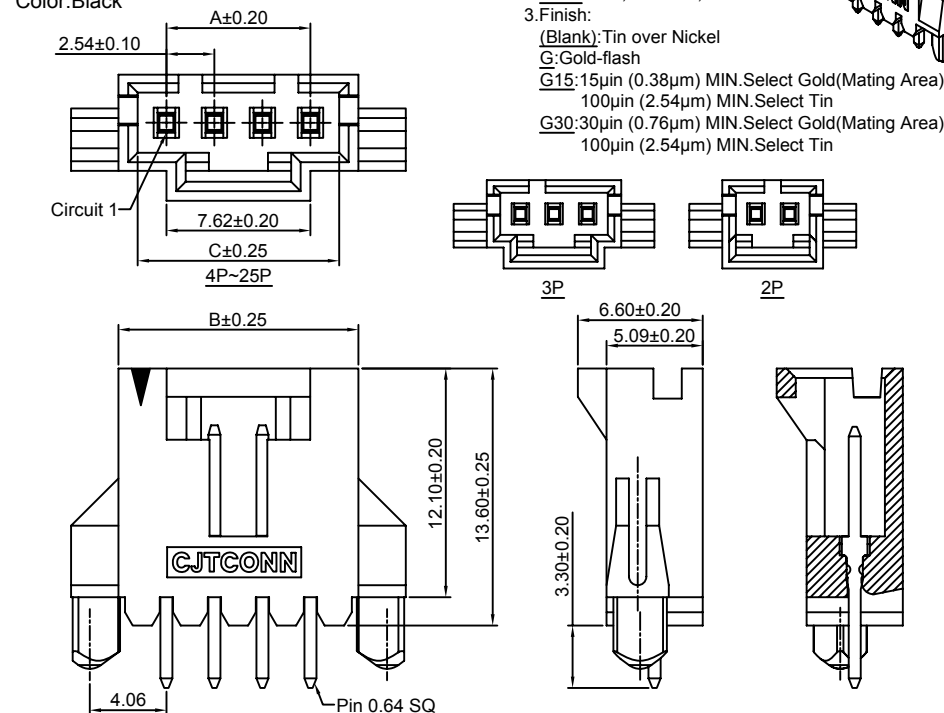 Color:Black
A±0.20
2.54±0.10
Circuit 1
7.62±0.20
C±0.25
4P~25P
3.Finish:
(Blank):Tin over Nickel
G:Gold-flash
G15:15µin (0.38µm) MIN.Select Gold(Mating Area)
100µin (2.54µm) MIN.Select Tin
G30:30µin (0.76µm) MIN.Select Gold(Mating Area)
100µin (2.54µm) MIN.Select Tin
3P
2P
B±0.25
12.10±0.20
13.60±0.25
CJTCONN
4.06
Pin 0.64 SQ
6.60±0.20
5.09±0.20
3.30±0.20